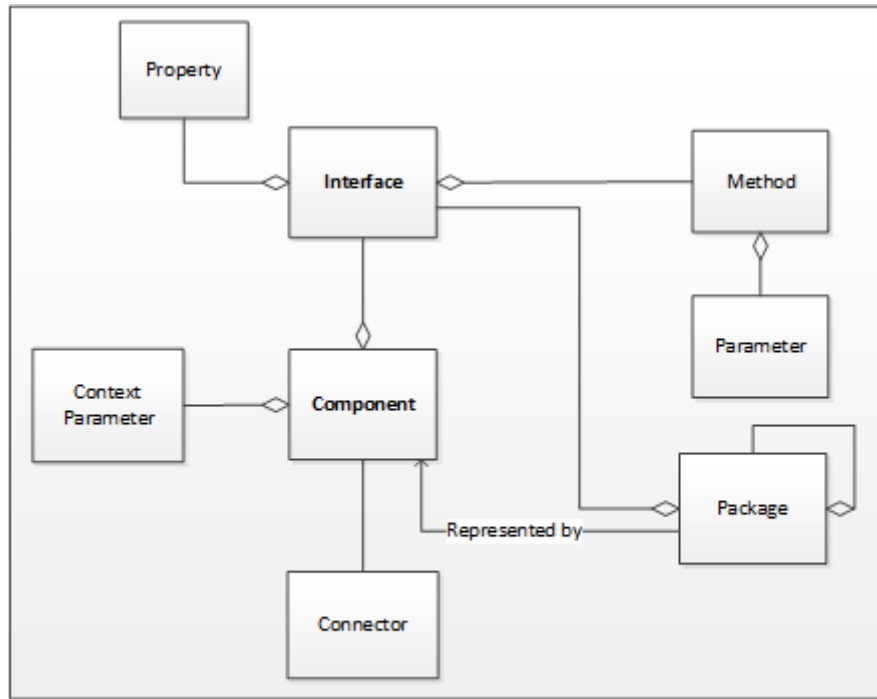 Property
Interface
Method
Parameter
Context
Parameter
Component
Package
Represented by
Connector